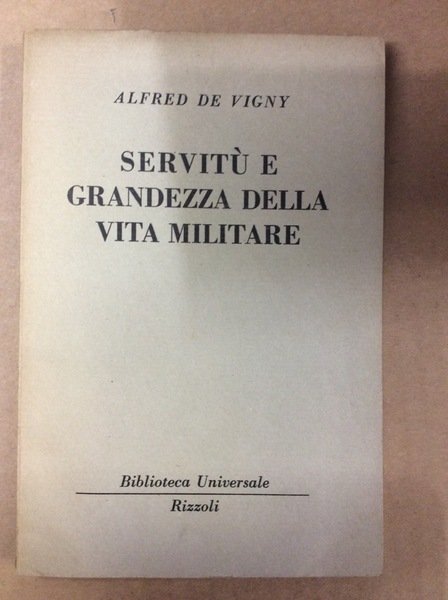 ALFRED DE VIGNY
SERVITÙ E
GRANDEZZA DELLA
VITA MILITARE
Biblioteca Universale
Rizzoli